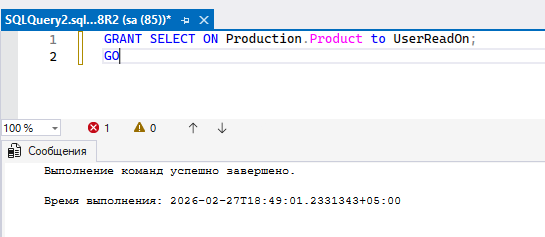 SQLQuery2.sql...8R2 (sa (85))*
1 GRANT SELECT ON Production.Product to UserReadOn;
2 GO
100 % 1 0
Сообщения
Выполнение команд успешно завершено.
Время выполнения: 2026-02-27T18:49:01.2331343+05:00